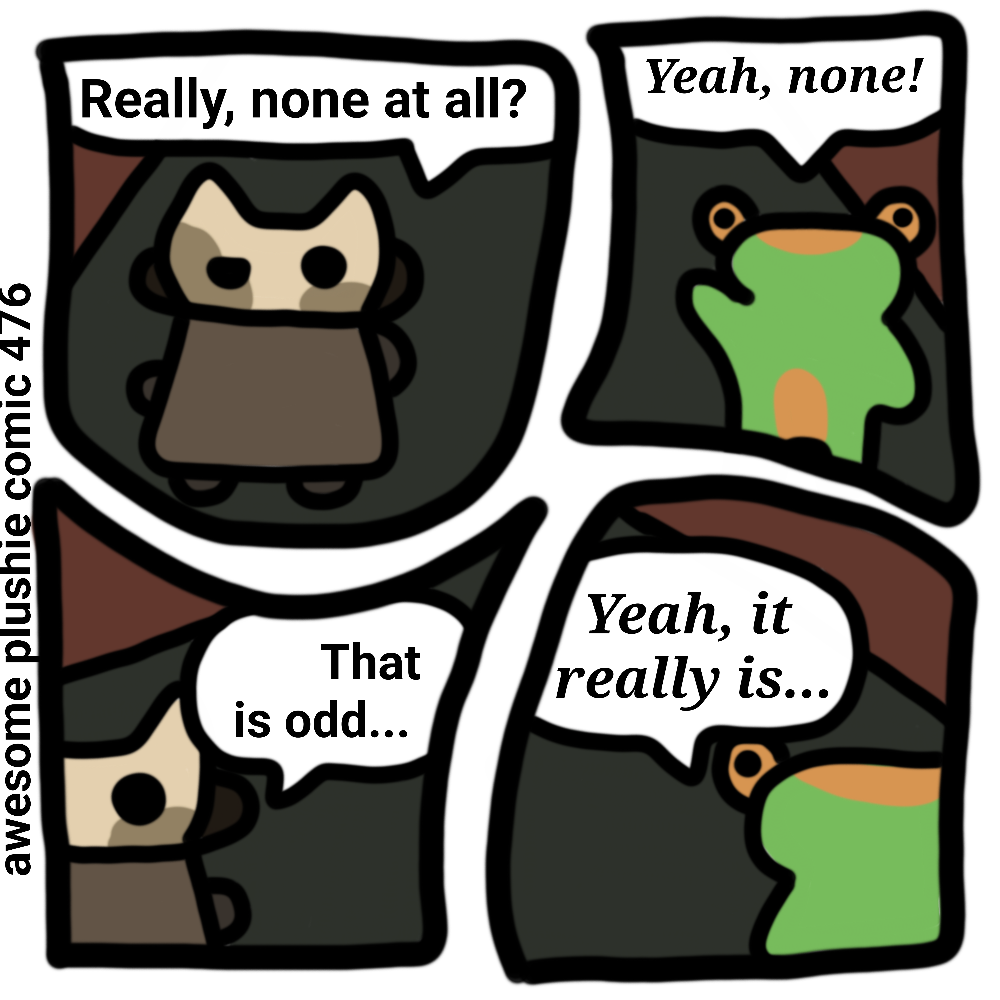 Really, none at all?
Yeah, none!
That
is odd...
Yeah, it
really is...
awesome plushie comic 476